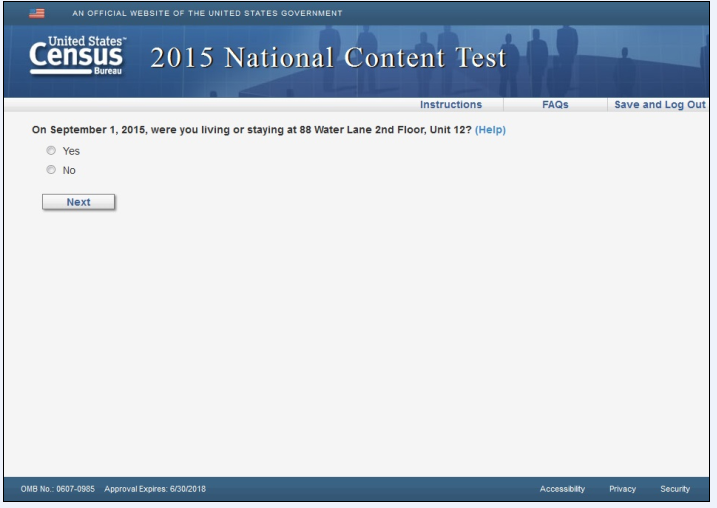 AN OFFICIAL WEBSITE OF THE UNITED STATES GOVERNMENT
United States™
Census
Bureau
2015 National Content Test
Instructions FAQs Save and Log Out
On September 1, 2015, were you living or staying at 88 Water Lane 2nd Floor, Unit 12? (Help)
Yes
No
Next
OMB No.: 0607-0985 Approval Expires: 6/30/2018 Accessibility Privacy Security